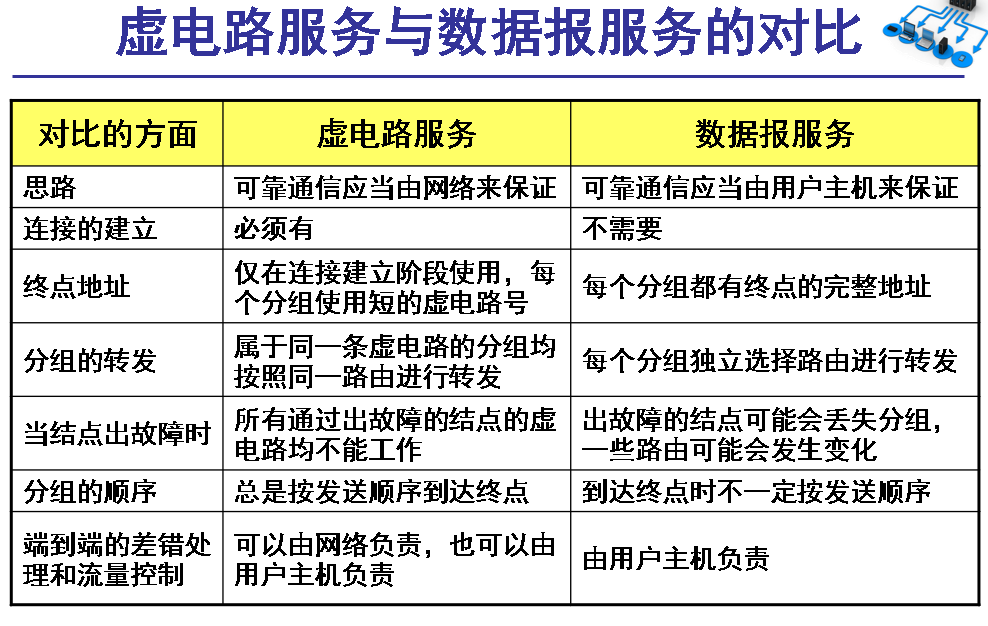 虚电路服务与数据报服务的对比
对比的方面
虚电路服务
数据报服务
思路
可靠通信应当由网络来保证
可靠通信应当由用户主机来保证
连接的建立
必须有
不需要
终点地址
仅在连接建立阶段使用，每
个分组使用短的虚电路号
每个分组都有终点的完整地址
分组的转发
属于同一条虚电路的分组均
按照同一路由进行转发
每个分组独立选择路由进行转发
当结点出故障时
所有通过出故障的结点的虚
电路均不能工作
出故障的结点可能会丢失分组，
一些路由可能会发生变化
分组的顺序
总是按发送顺序到达终点
到达终点时不一定按发送顺序
端到端的差错处
理和流量控制
可以由网络负责，也可以由
用户主机负责
由用户主机负责